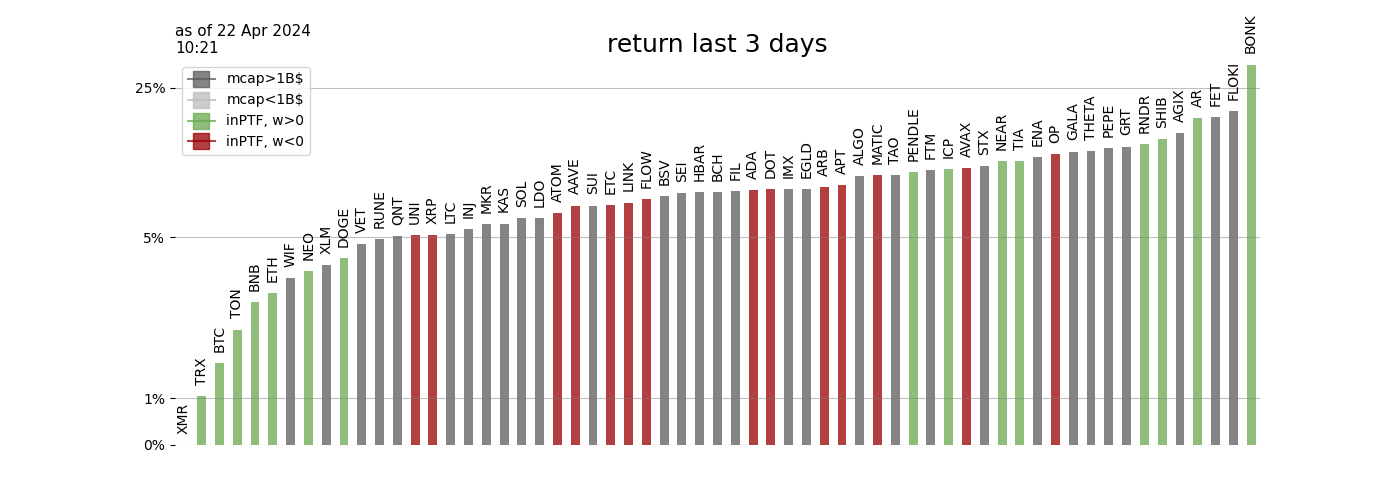 as of 22 Apr 2024
10:21
return last 3 days
mcap>1B$
mcap<1B$
inPTF, w>0
inPTF, w<0
25%
5%
1%
0%
XMR
TRX
BTC
TON
BNB
ETH
WIF
NEO
XLM
DOGE
VET
RUNE
QNT
UNI
XRP
LTC
INJ
MKR
KAS
SOL
LDO
ATOM
AAVE
SUI
ETC
LINK
FLOW
BSV
SEI
HBAR
BCH
FIL
ADA
DOT
IMX
EGLD
ARB
APT
ALGO
MATIC
TAO
PENDLE
FTM
ICP
AVAX
STX
NEAR
TIA
ENA
OP
GALA
THETA
PEPE
GRT
RNDR
SHIB
AGIX
AR
FET
FLOKI
BONK